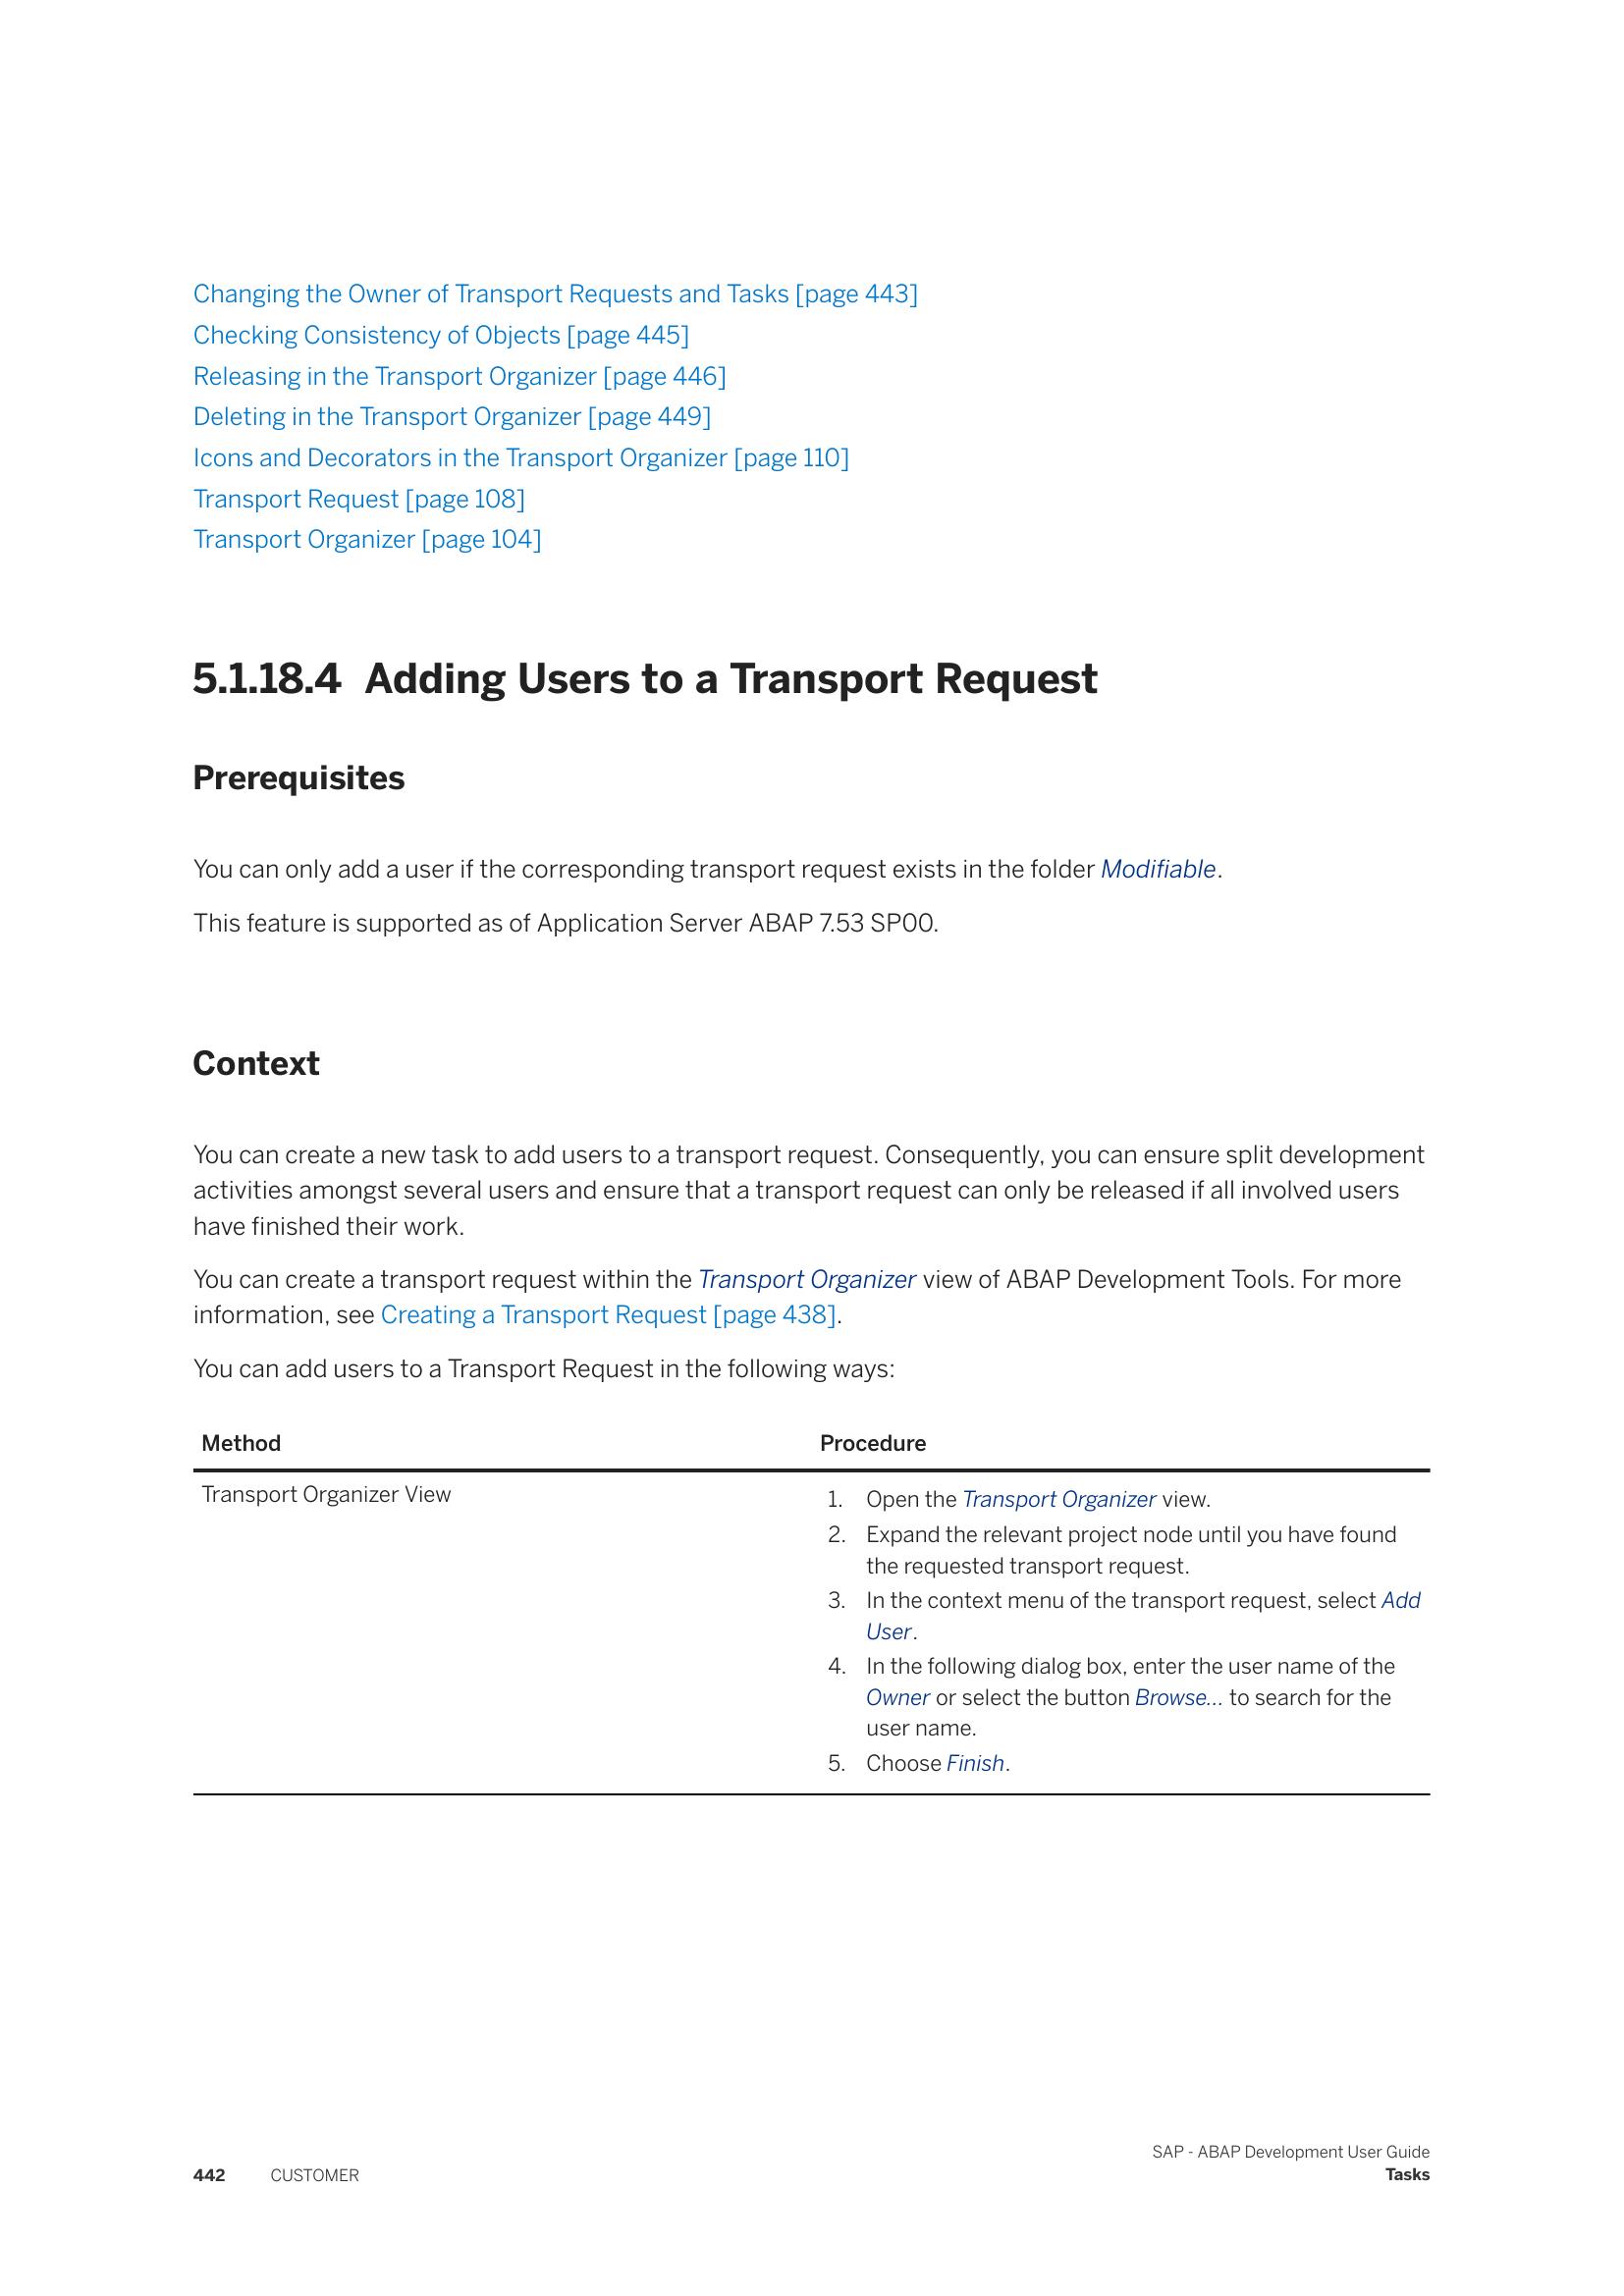 Changing the Owner of Transport Requests and Tasks [page 443]
Checking Consistency of Objects [page 445]
Releasing in the Transport Organizer [page 446]
Deleting in the Transport Organizer [page 449]
Icons and Decorators in the Transport Organizer [page 110]
Transport Request [page 108]
Transport Organizer [page 104]
5.1.18.4 Adding Users to a Transport Request
Prerequisites
You can only add a user if the corresponding transport request exists in the folder Modifiable.
This feature is supported as of Application Server ABAP 7.53 SP00.
Context
You can create a new task to add users to a transport request. Consequently, you can ensure split development
activities amongst several users and ensure that a transport request can only be released if all involved users
have finished their work.
You can create a transport request within the Transport Organizer view of ABAP Development Tools. For more
information, see Creating a Transport Request [page 438].
You can add users to a Transport Request in the following ways:
Method Procedure
Transport Organizer View
1. Open the Transport Organizer view.
2. Expand the relevant project node until you have found
the requested transport request.
3. In the context menu of the transport request, select Add
User.
4. In the following dialog box, enter the user name of the
Owner or select the button Browse... to search for the
user name.
5. Choose Finish.
SAP - ABAP Development User Guide
442 CUSTOMER Tasks